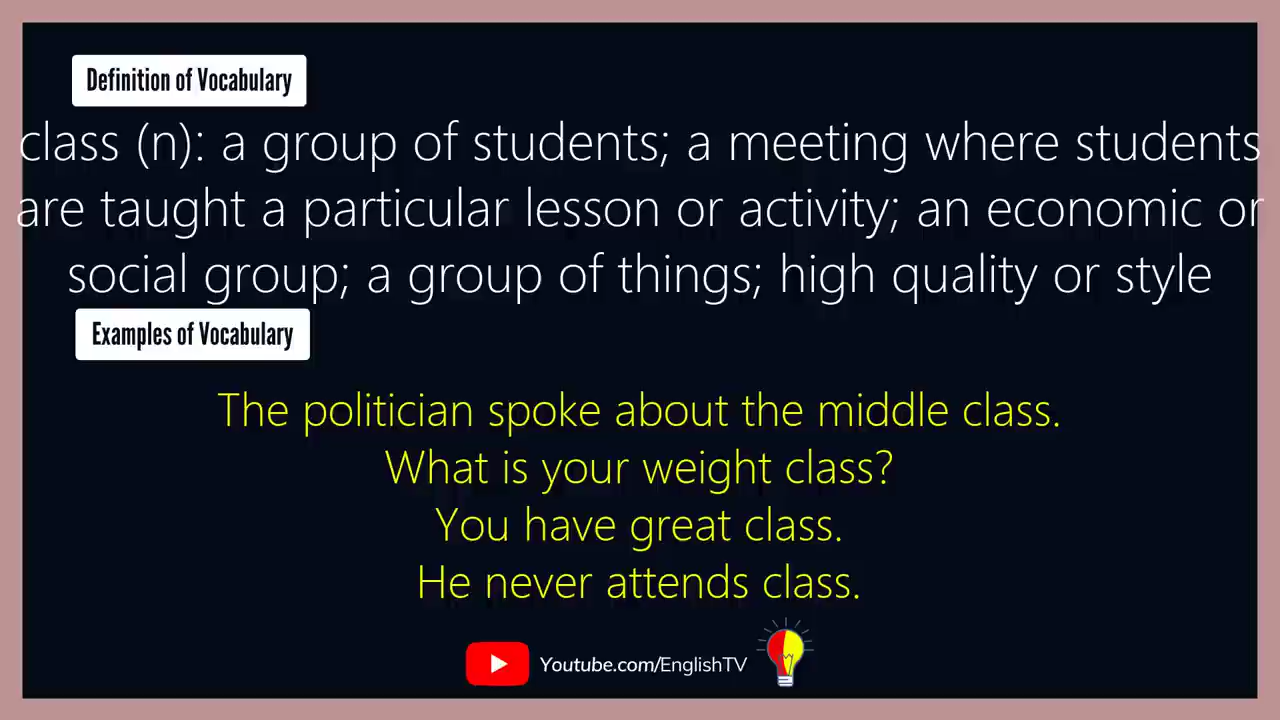 Definition of Vocabulary
class (n): a group of students; a meeting where students
are taught a particular lesson or activity; an economic or
social group; a group of things; high quality or style
Examples of Vocabulary
The politician spoke about the middle class.
What is your weight class?
You have great class.
He never attends class.
Youtube.com/EnglishTV